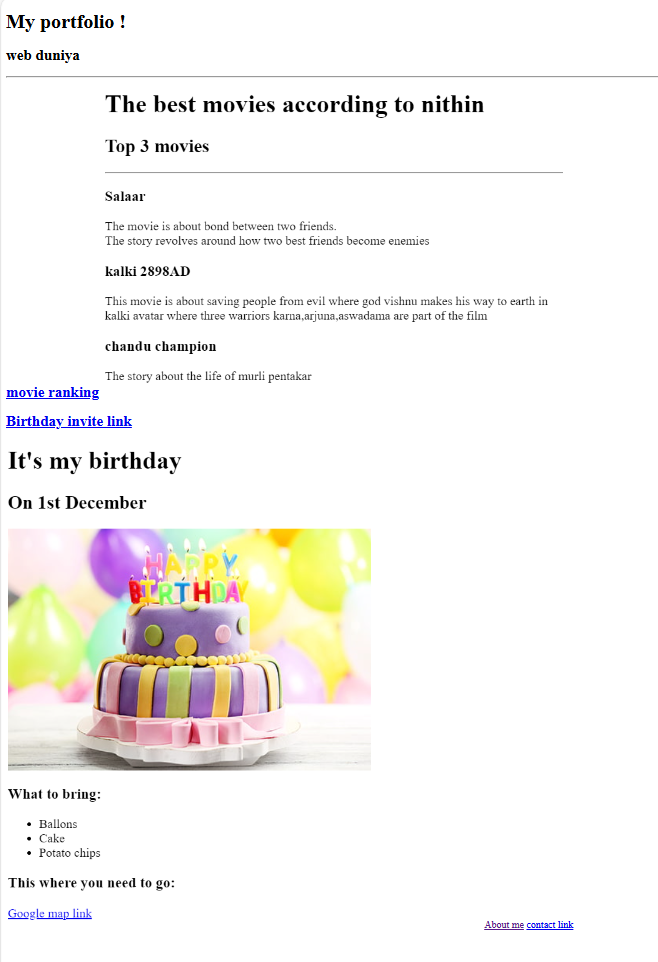 My portfolio !
web duniya
The best movies according to nithin
Top 3 movies
Salaar
The movie is about bond between two friends.
The story revolves around how two best friends become enemies
kalki 2898AD
This movie is about saving people from evil where god vishnu makes his way to earth in
kalki avatar where three warriors karna,arjuna,aswadama are part of the film
chandu champion
The story about the life of murli pentakar
movie ranking
Birthday invite link
It's my birthday
On 1st December
HAPPY
BIRTHDAY
What to bring:
Ballons
Cake
Potato chips
This where you need to go:
Google map link
About me contact link